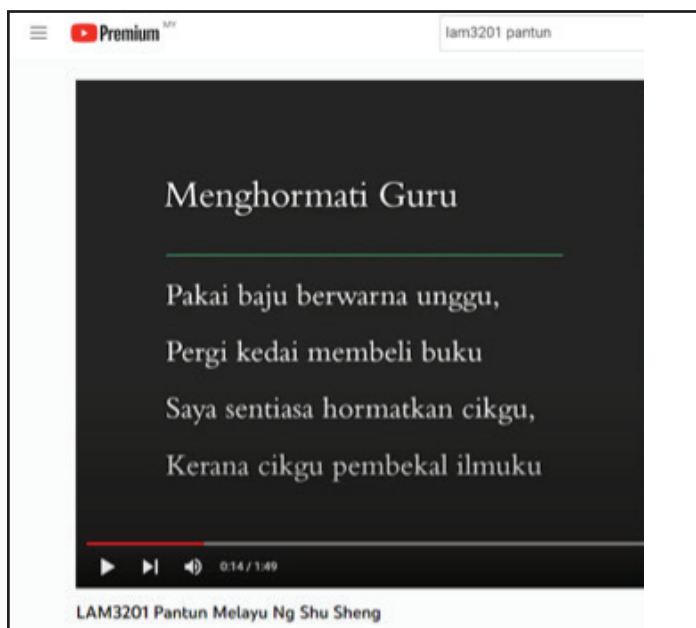 Premium MY
lam3201 pantun
Menghormati Guru
Pakai baju berwarna unggu,
Pergi kedai membeli buku
Saya sentiasa hormatkan cikgu,
Kerana cikgu pembekal ilmuku
0:14 / 1:49
LAM3201 Pantun Melayu Ng Shu Sheng